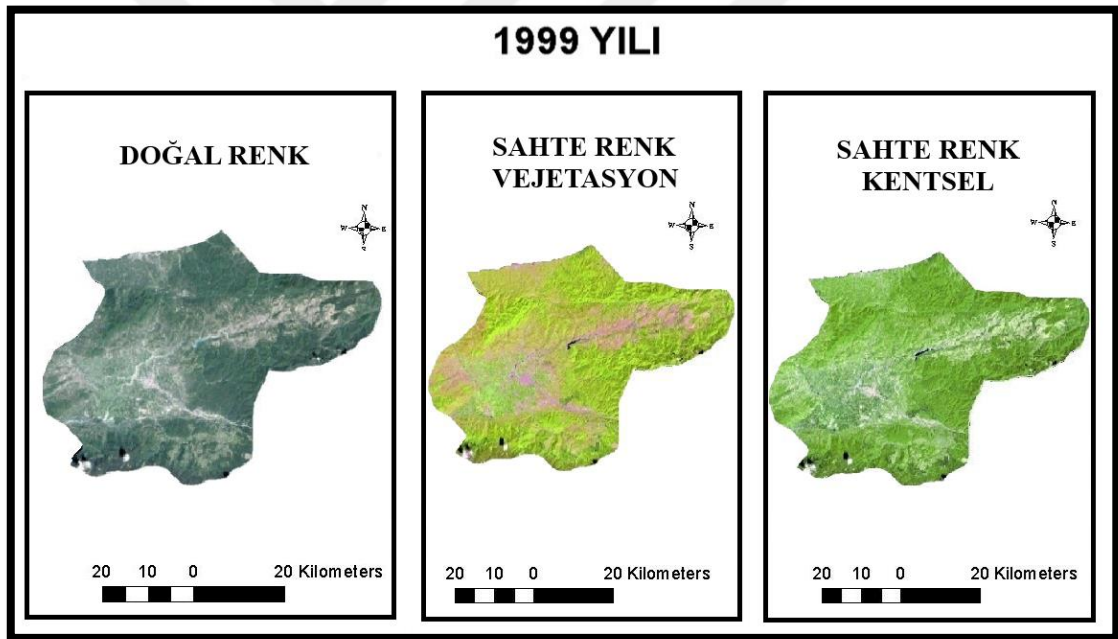 1999 YILI
DOĞAL RENK
N
W E
S
20 10 0 20 Kilometers
SAHTE RENK
VEJETASYON
N
W E
S
20 10 0 20 Kilometers
SAHTE RENK
KENTSEL
N
W E
S
20 10 0 20 Kilometers